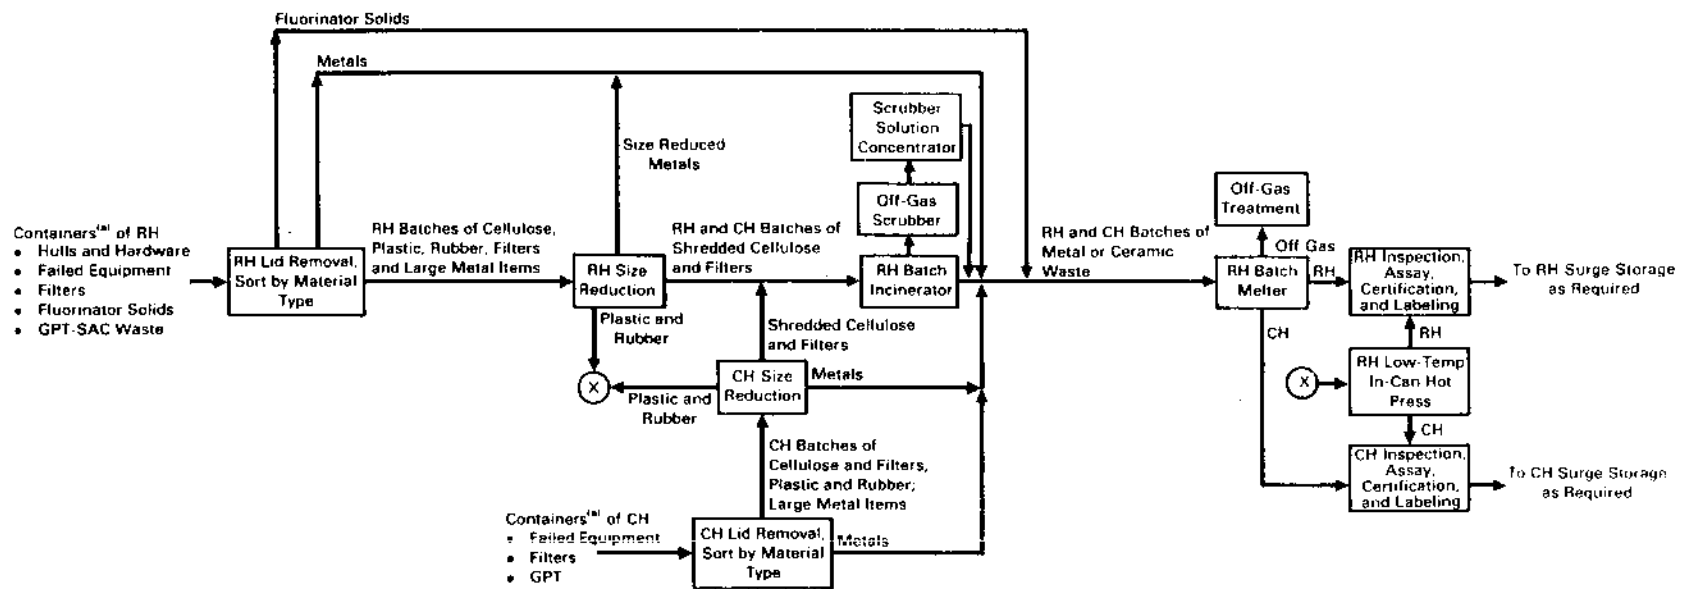 Fluorinator Solids
Metals
Scrubber
Solution
Concentrator
Size Reduced
Metals
Off-Gas
Scrubber
Off-Gas
Treatment
Containers(a) of RH
• Hulls and Hardware
• Failed Equipment
• Filters
• Fluorinator Solids
• GPT-SAC Waste
RH Lid Removal,
Sort by Material
Type
RH Batches of Cellulose,
Plastic, Rubber, Filters
and Large Metal Items
RH Size
Reduction
RH and CH Batches of
Shredded Cellulose
and Filters
RH Batch
Incinerator
RH and CH Batches of
Metal or Ceramic
Waste
Off Gas
RH Batch
Melter
RH
RH Inspection,
Assay,
Certification,
and Labeling
To RH Surge Storage
as Required
Plastic and
Rubber
Shredded Cellulose
and Filters
CH
RH
X
Plastic and
Rubber
CH Size
Reduction
Metals
X
RH Low-Temp
In-Can Hot
Press
CH
CH Batches of
Cellulose and Filters,
Plastic and Rubber;
Large Metal Items
CH Inspection,
Assay,
Certification,
and Labeling
To CH Surge Storage
as Required
Containers(a) of CH
• Failed Equipment
• Filters
• GPT
CH Lid Removal,
Sort by Material
Type
Metals